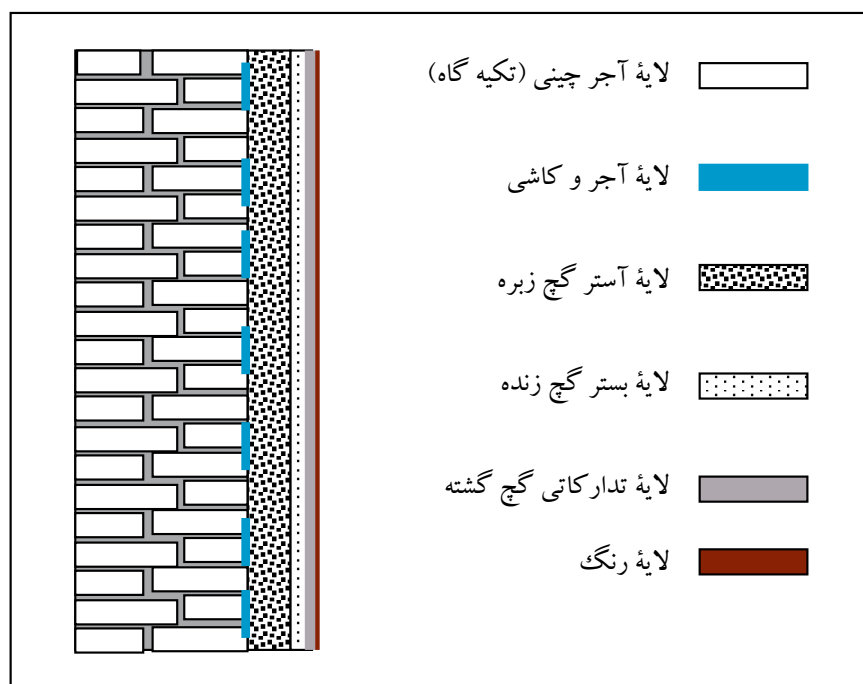 لایهٔ آجر چینی (تکیه گاه)
لایهٔ آجر و کاشی
لایهٔ آستر گچ زبره
لایهٔ بستر گچ زنده
لایهٔ تدارکاتی گچ گشته
لایهٔ رنگ